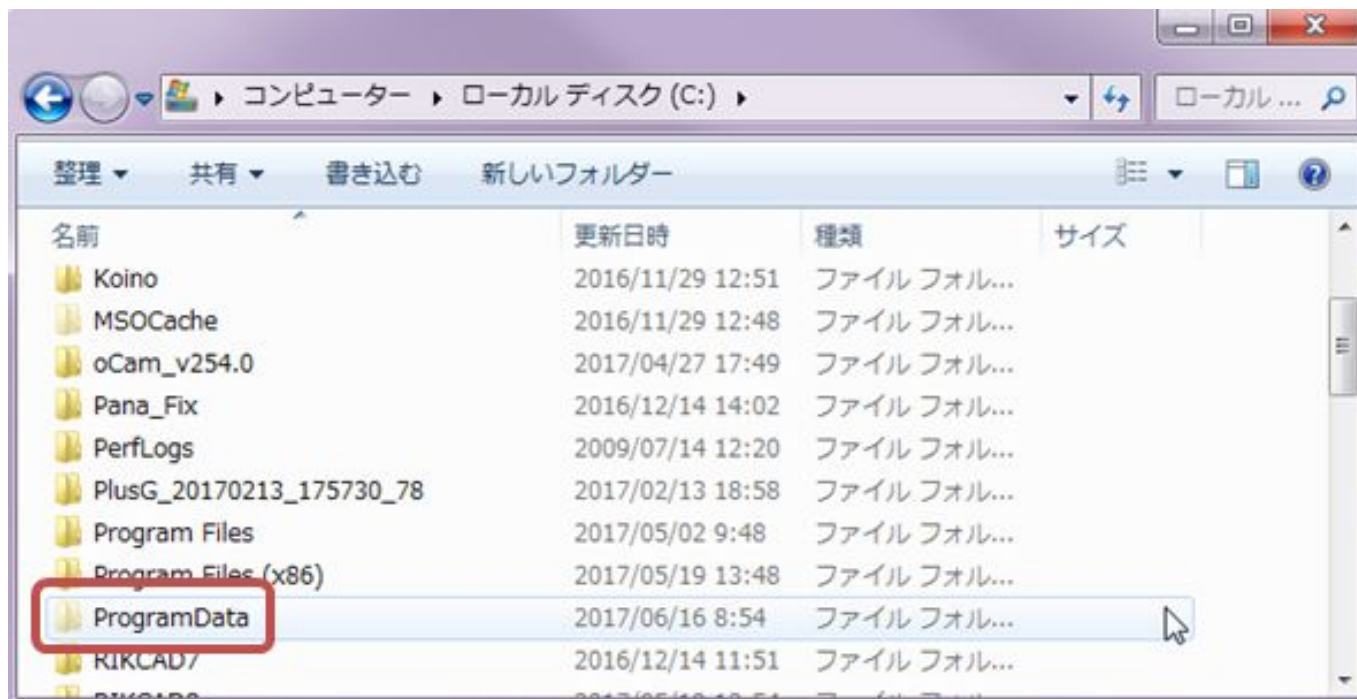 コンピューター ローカル ディスク (C:) ローカル ...
整理 共有 書き込む 新しいフォルダー
名前 更新日時 種類 サイズ
Koino 2016/11/29 12:51 ファイル フォル...
MSOCache 2016/11/29 12:48 ファイル フォル...
oCam_v254.0 2017/04/27 17:49 ファイル フォル...
Pana_Fix 2016/12/14 14:02 ファイル フォル...
PerfLogs 2009/07/14 12:20 ファイル フォル...
PlusG_20170213_175730_78 2017/02/13 18:58 ファイル フォル...
Program Files 2017/05/02 9:48 ファイル フォル...
Program Files (x86) 2017/05/19 13:48 ファイル フォル...
ProgramData 2017/06/16 8:54 ファイル フォル...
RIKCAD7 2016/12/14 11:51 ファイル フォル...